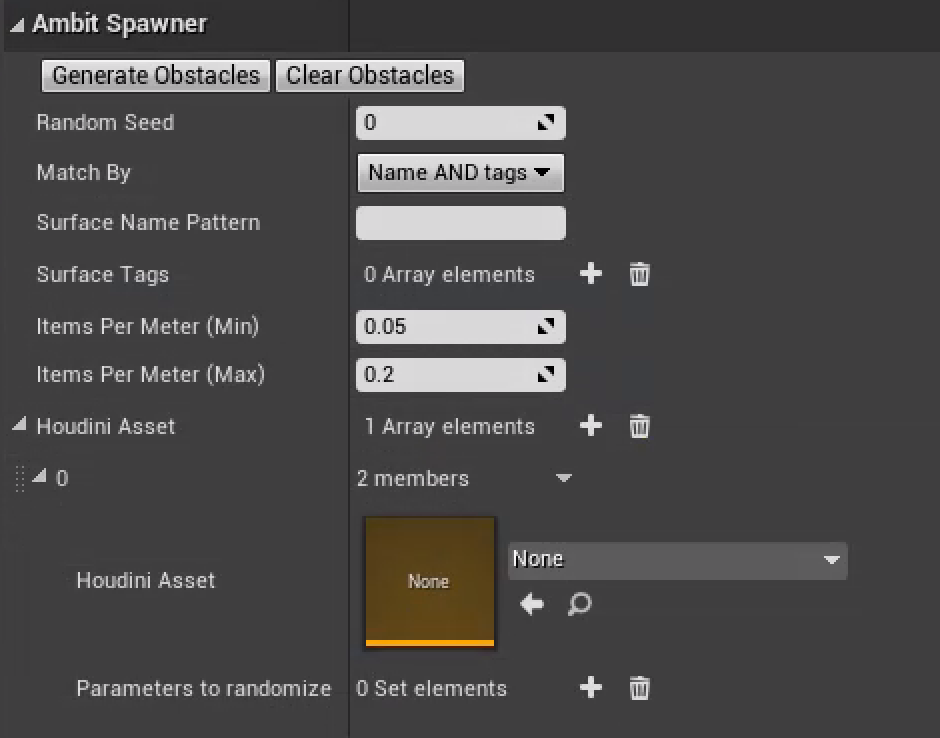 Ambit Spawner
Generate Obstacles Clear Obstacles
Random Seed 0
Match By Name AND tags
Surface Name Pattern
Surface Tags 0 Array elements
Items Per Meter (Min) 0.05
Items Per Meter (Max) 0.2
Houdini Asset 1 Array elements
0 2 members
None
Houdini Asset None
Parameters to randomize 0 Set elements